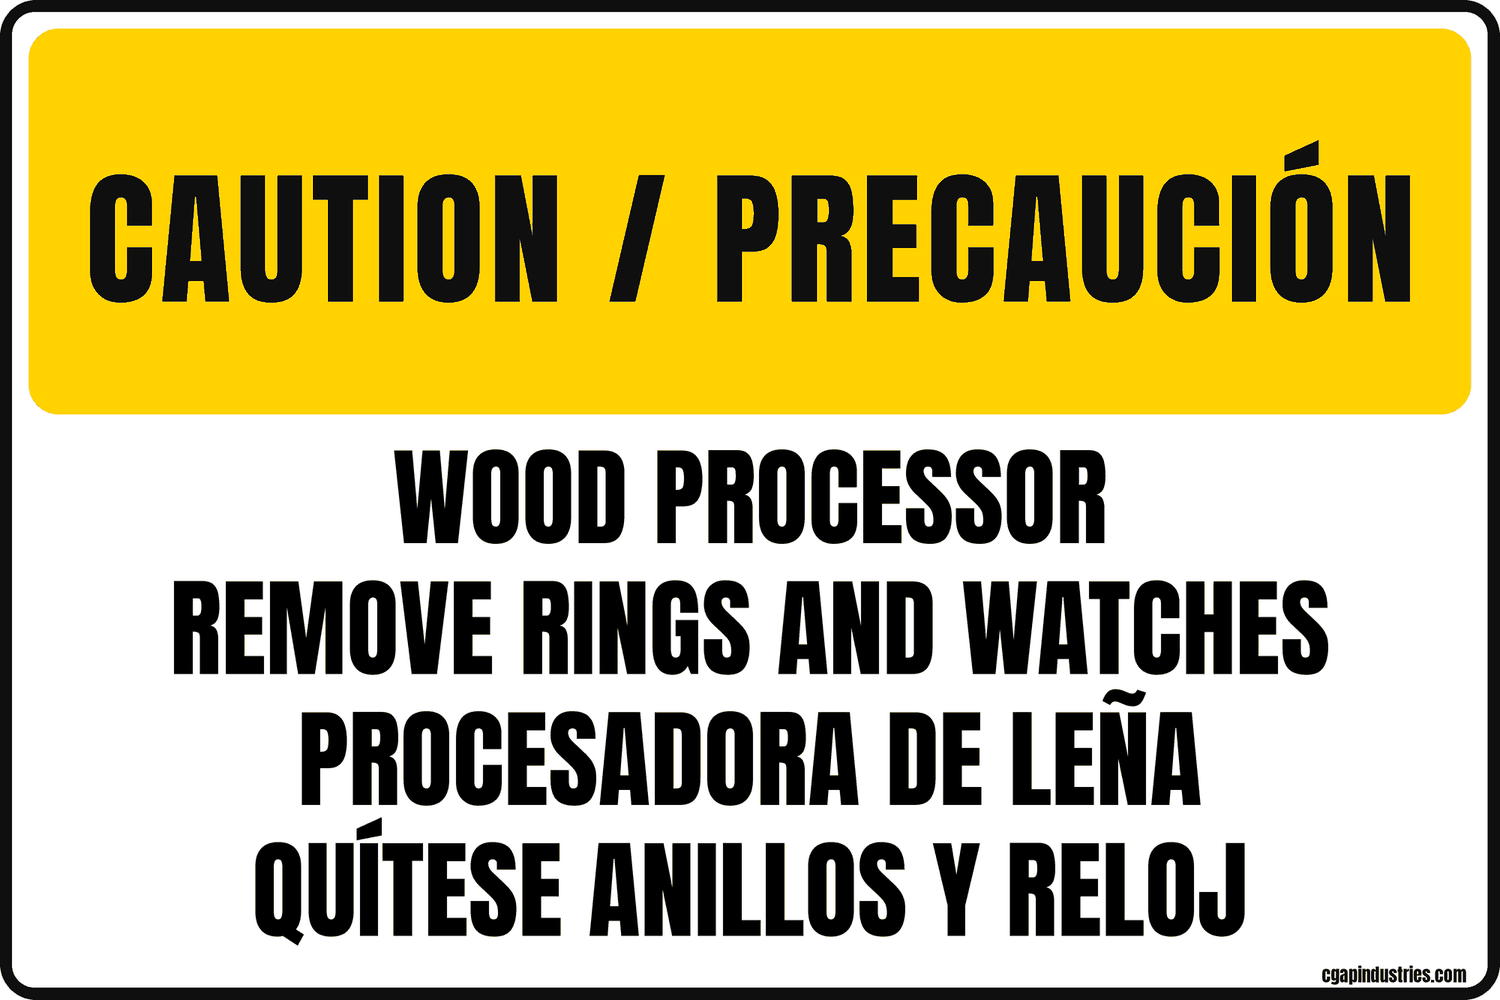 CAUTION / PRECAUCIÓN
WOOD PROCESSOR
REMOVE RINGS AND WATCHES
PROCESADORA DE LEÑA
QUÍTESE ANILLOS Y RELOJ
cgapindustries.com